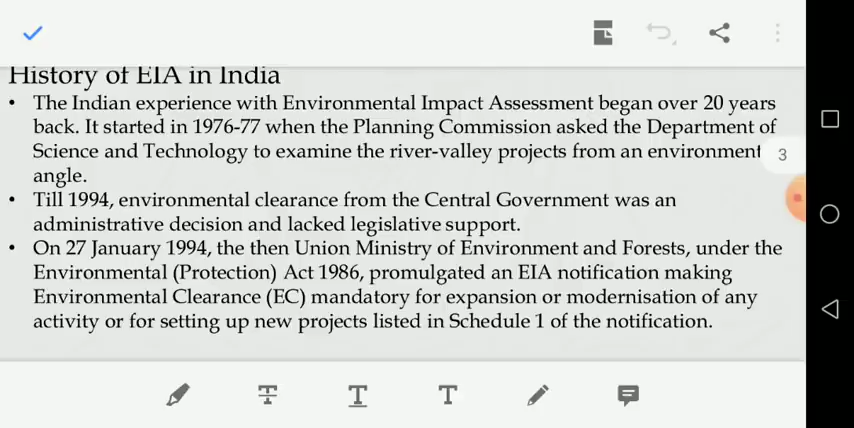 History of EIA in India
• The Indian experience with Environmental Impact Assessment began over 20 years
back. It started in 1976-77 when the Planning Commission asked the Department of
Science and Technology to examine the river-valley projects from an environment
3
angle.
• Till 1994, environmental clearance from the Central Government was an
administrative decision and lacked legislative support.
• On 27 January 1994, the then Union Ministry of Environment and Forests, under the
Environmental (Protection) Act 1986, promulgated an EIA notification making
Environmental Clearance (EC) mandatory for expansion or modernisation of any
activity or for setting up new projects listed in Schedule 1 of the notification.
T T T